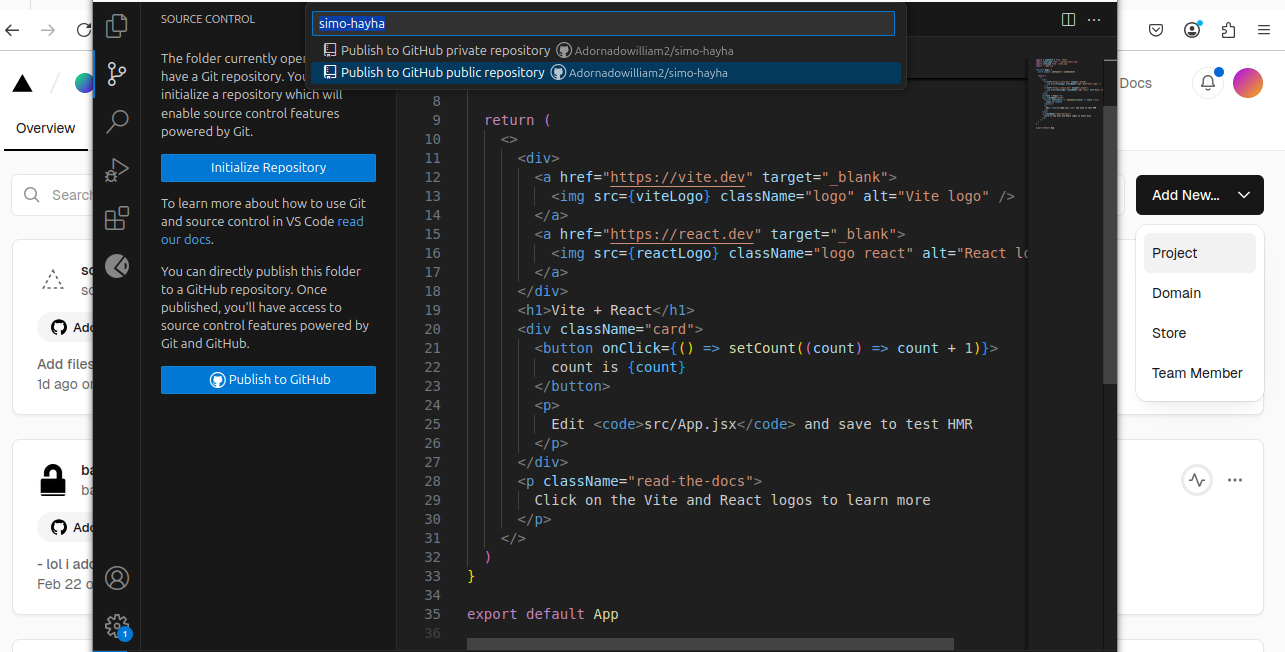 SOURCE CONTROL
simo-hayha
Publish to GitHub private repository Adornadowilliam2/simo-hayha
Publish to GitHub public repository Adornadowilliam2/simo-hayha
The folder currently open
have a Git repository. You
initialize a repository which will
enable source control features
powered by Git.
Initialize Repository
To learn more about how to use Git
and source control in VS Code read
our docs.
You can directly publish this folder
to a GitHub repository. Once
published, you'll have access to
source control features powered by
Git and GitHub.
Publish to GitHub
1
8
9 return (
10 <>
11 <div>
12 <a href="https://vite.dev" target="_blank">
13 <img src={viteLogo} className="logo" alt="Vite logo" />
14 </a>
15 <a href="https://react.dev" target="_blank">
16 <img src={reactLogo} className="logo react" alt="React lo
17 </a>
18 </div>
19 <h1>Vite + React</h1>
20 <div className="card">
21 <button onClick={() => setCount((count) => count + 1)}>
22 count is {count}
23 </button>
24 <p>
25 Edit <code>src/App.jsx</code> and save to test HMR
26 </p>
27 </div>
28 <p className="read-the-docs">
29 Click on the Vite and React logos to learn more
30 </p>
31 </>
32 )
33 }
34
35 export default App
36
Overview
Search
Add files
1d ago on
- lol i add
Feb 22 o
Docs
Add New...
Project
Domain
Store
Team Member